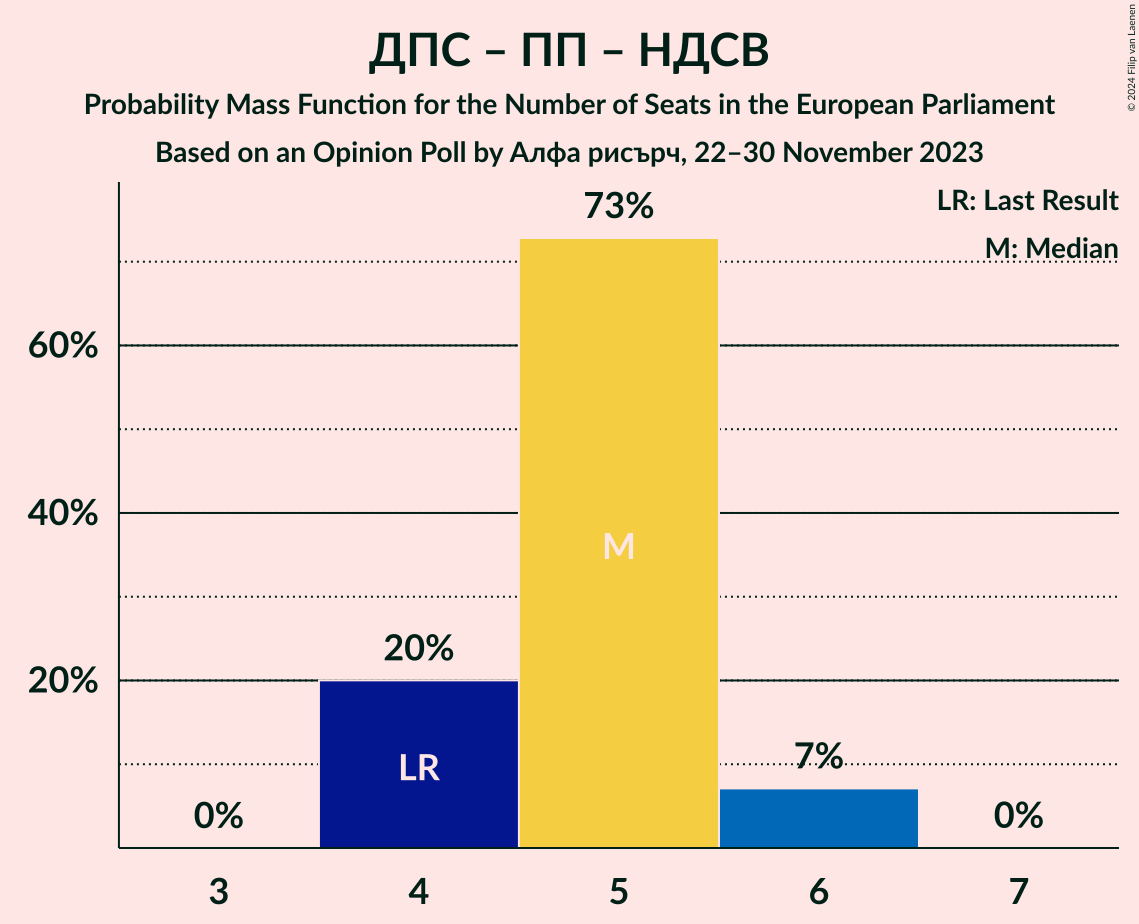 ДПС – ПП – НДСВ
Probability Mass Function for the Number of Seats in the European Parliament
Based on an Opinion Poll by Алфа рисърч, 22–30 November 2023
© 2024 Filip van Laenen
LR: Last Result
M: Median
73%
60%
40%
M
20%
20%
LR
7%
0%
0%
3
4
5
6
7